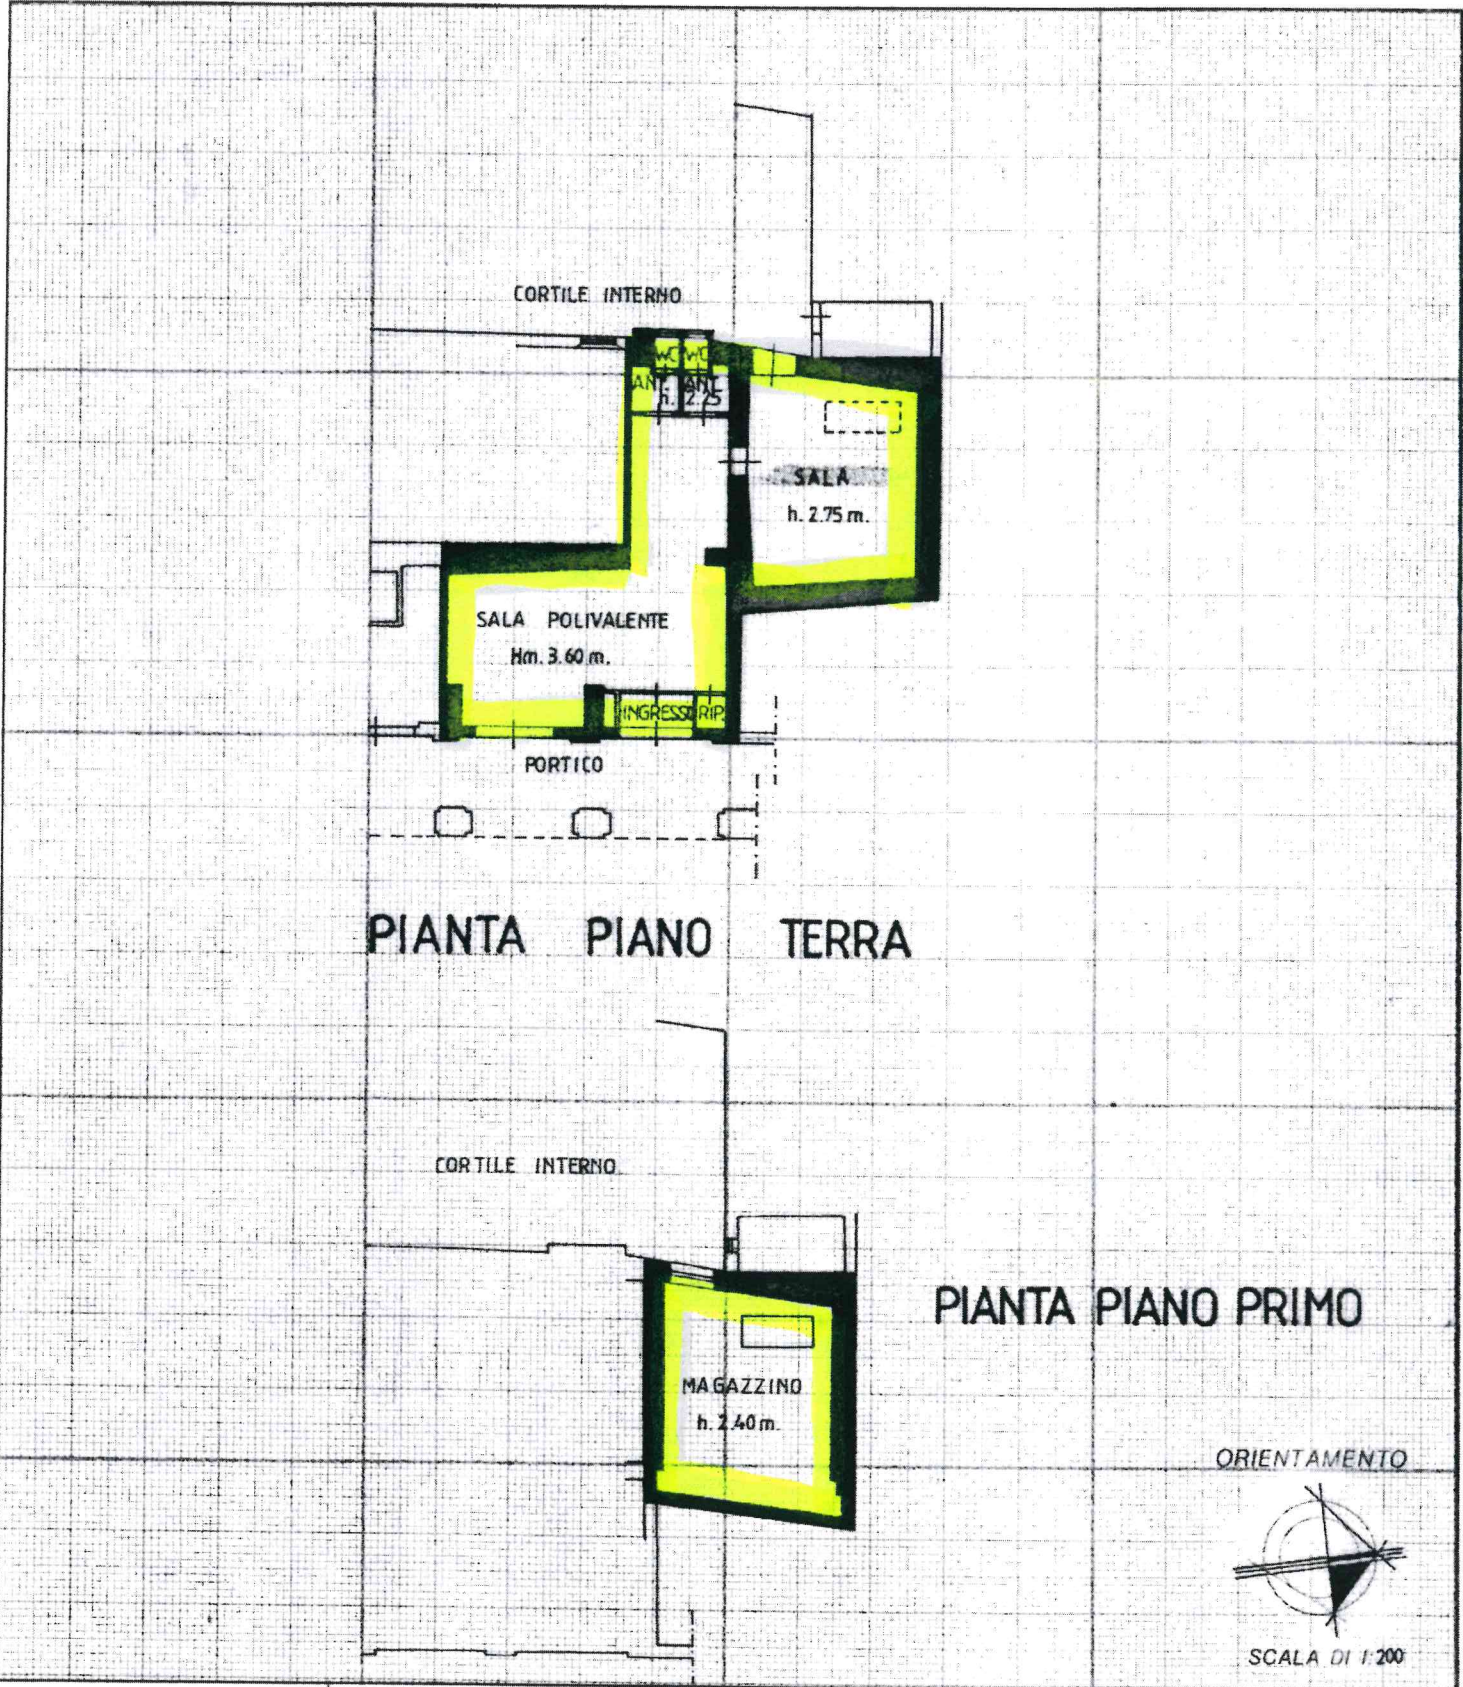 CORTILE INTERNO
WC WC
ANT. ANT.
h. 2.25
SALA
h. 2.75 m.
SALA POLIVALENTE
Hm. 3.60 m.
INGRESSO RIP.
PORTICO
PIANTA PIANO TERRA
CORTILE INTERNO
PIANTA PIANO PRIMO
MAGAZZINO
h. 2.40 m.
ORIENTAMENTO
SCALA DI 1:200